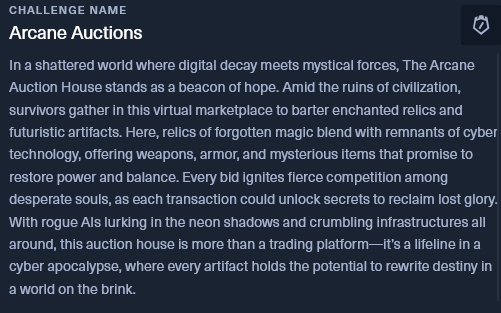 CHALLENGE NAME
Arcane Auctions
In a shattered world where digital decay meets mystical forces, The Arcane
Auction House stands as a beacon of hope. Amid the ruins of civilization,
survivors gather in this virtual marketplace to barter enchanted relics and
futuristic artifacts. Here, relics of forgotten magic blend with remnants of cyber
technology, offering weapons, armor, and mysterious items that promise to
restore power and balance. Every bid ignites fierce competition among
desperate souls, as each transaction could unlock secrets to reclaim lost glory.
With rogue AIs lurking in the neon shadows and crumbling infrastructures all
around, this auction house is more than a trading platform—it's a lifeline in a
cyber apocalypse, where every artifact holds the potential to rewrite destiny in
a world on the brink.